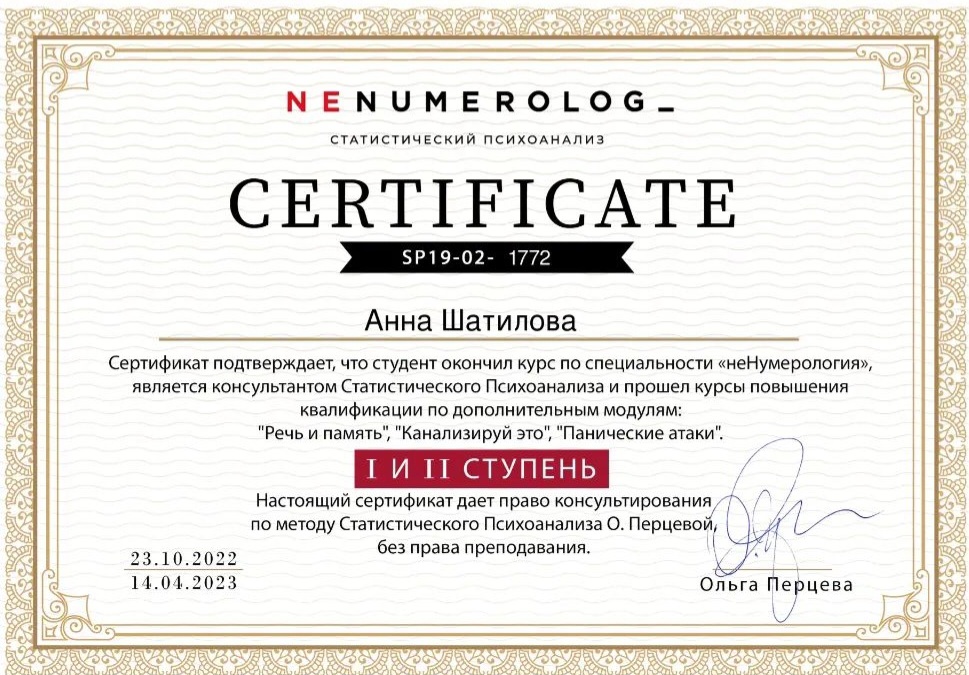 NENUMEROLOG_
СТАТИСТИЧЕСКИЙ ПСИХОАНАЛИЗ
CERTIFICATE
SP19-02- 1772
Анна Шатилова
Сертификат подтверждает, что студент окончил курс по специальности «неНумерология»,
является консультантом Статистического Психоанализа и прошел курсы повышения
квалификации по дополнительным модулям:
"Речь и память", "Канализируй это", "Панические атаки".
I И II СТУПЕНЬ
Настоящий сертификат дает право консультирования
по методу Статистического Психоанализа О. Перцевой,
без права преподавания.
23.10.2022
14.04.2023
Ольга Перцева